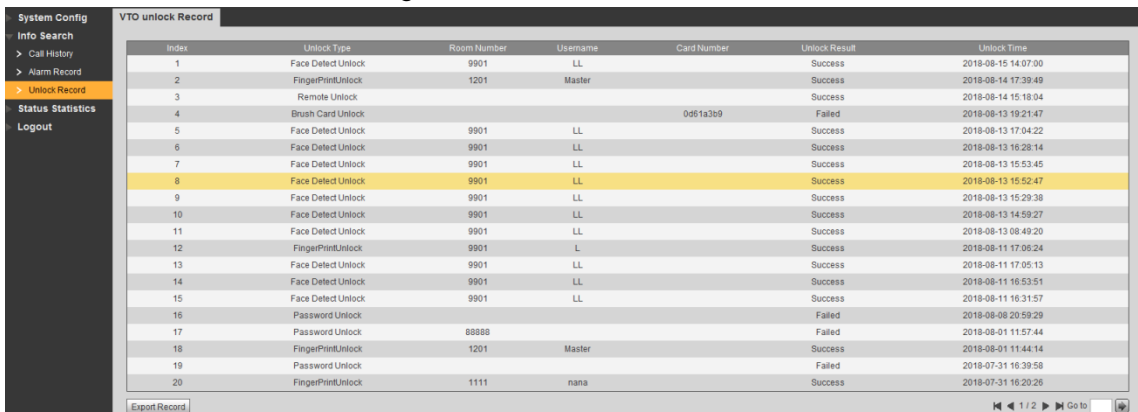 System Config
VTO unlock Record
Info Search
> Call History
> Alarm Record
> Unlock Record
Status Statistics
Logout
Index Unlock Type Room Number Username Card Number Unlock Result Unlock Time
1 Face Detect Unlock 9901 LL Success 2018-08-15 14:07:00
2 FingerPrintUnlock 1201 Master Success 2018-08-14 17:39:49
3 Remote Unlock Success 2018-08-14 15:18:04
4 Brush Card Unlock 0d61a3b9 Failed 2018-08-13 19:21:47
5 Face Detect Unlock 9901 LL Success 2018-08-13 17:04:22
6 Face Detect Unlock 9901 LL Success 2018-08-13 16:28:14
7 Face Detect Unlock 9901 LL Success 2018-08-13 15:53:45
8 Face Detect Unlock 9901 LL Success 2018-08-13 15:52:47
9 Face Detect Unlock 9901 LL Success 2018-08-13 15:29:38
10 Face Detect Unlock 9901 LL Success 2018-08-13 14:59:27
11 Face Detect Unlock 9901 LL Success 2018-08-13 08:49:20
12 FingerPrintUnlock 9901 L Success 2018-08-11 17:06:24
13 Face Detect Unlock 9901 LL Success 2018-08-11 17:05:13
14 Face Detect Unlock 9901 LL Success 2018-08-11 16:53:51
15 Face Detect Unlock 9901 LL Success 2018-08-11 16:31:57
16 Password Unlock Failed 2018-08-08 20:59:29
17 Password Unlock 88888 Failed 2018-08-01 11:57:44
18 FingerPrintUnlock 1201 Master Success 2018-08-01 11:44:14
19 Password Unlock Failed 2018-07-31 16:39:58
20 FingerPrintUnlock 1111 nana Success 2018-07-31 16:20:26
Export Record 1 / 2 Go to